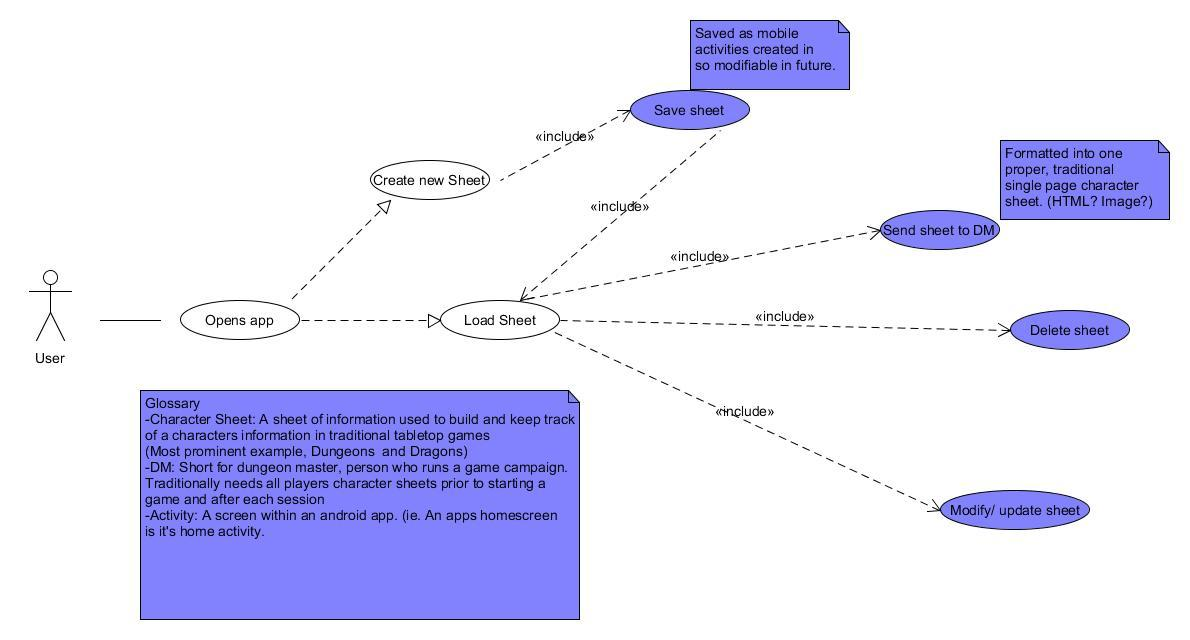 Saved as mobile
activities created in
so modifiable in future.
Save sheet
«include»
Formatted into one
proper, traditional
single page character
sheet. (HTML? Image?)
Create new Sheet
«include»
Send sheet to DM
«include»
User
Opens app
Load Sheet
«include»
Delete sheet
Glossary
-Character Sheet: A sheet of information used to build and keep track
of a characters information in traditional tabletop games
(Most prominent example, Dungeons  and Dragons)
-DM: Short for dungeon master, person who runs a game campaign.
Traditionally needs all players character sheets prior to starting a
game and after each session
-Activity: A screen within an android app. (ie. An apps homescreen
is it's home activity.
«include»
Modify/ update sheet